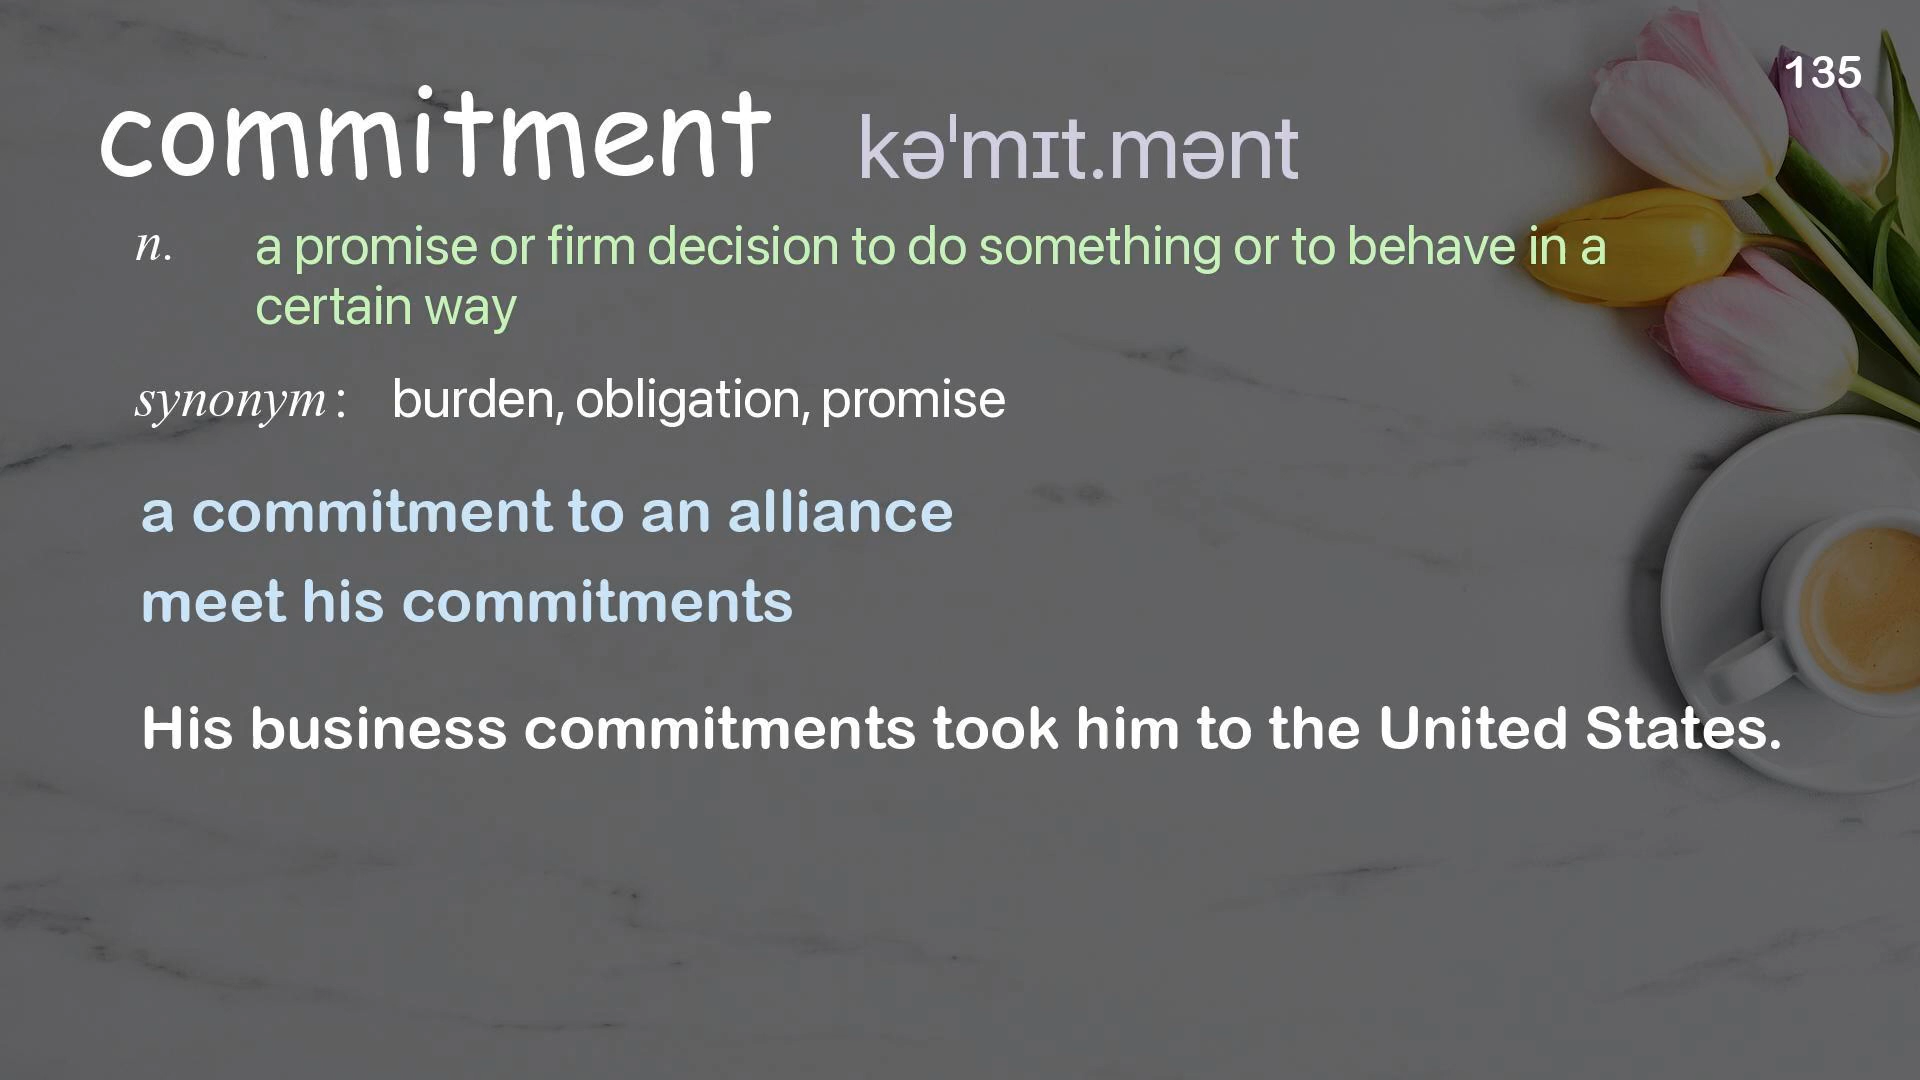 135
commitment kəˈmɪt.mənt
n. a promise or firm decision to do something or to behave in a
certain way
synonym: burden, obligation, promise
a commitment to an alliance
meet his commitments
His business commitments took him to the United States.